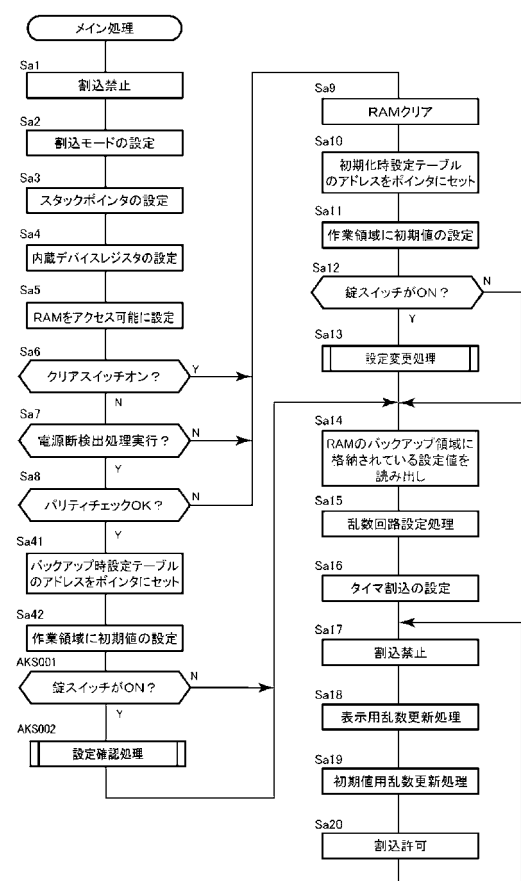 メイン処理
Sa1
割込禁止
Sa2
割込モードの設定
Sa3
スタックポインタの設定
Sa4
内蔵デバイスレジスタの設定
Sa5
RAMをアクセス可能に設定
Sa6
クリアスイッチオン？
Y
N
Sa7
電源断検出処理実行？
N
Y
Sa8
パリティチェックOK？
N
Y
Sa41
バックアップ時設定テーブル
のアドレスをポインタにセット
Sa42
作業領域に初期値の設定
AKS001
錠スイッチがON？
N
Y
AKS002
設定確認処理
Sa9
RAMクリア
Sa10
初期化時設定テーブル
のアドレスをポインタにセット
Sa11
作業領域に初期値の設定
Sa12
錠スイッチがON？
N
Y
Sa13
設定変更処理
Sa14
RAMのバックアップ領域に
格納されている設定値を
読み出し
Sa15
乱数回路設定処理
Sa16
タイマ割込の設定
Sa17
割込禁止
Sa18
表示用乱数更新処理
Sa19
初期値用乱数更新処理
Sa20
割込許可